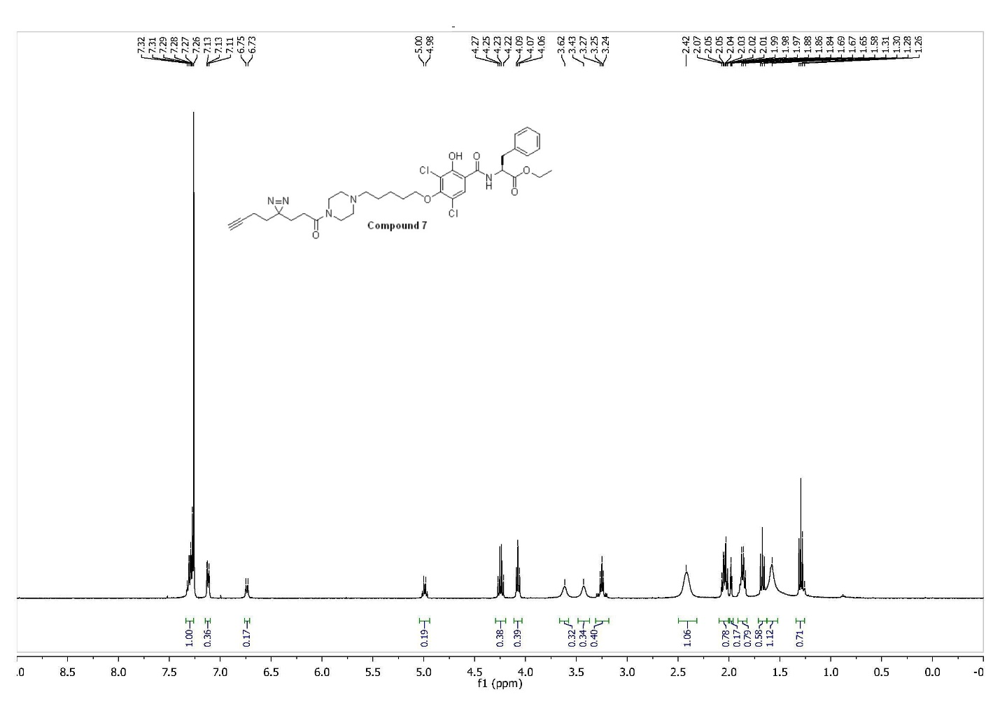 7.32 7.31 7.29 7.28 7.27 7.26 7.13 7.13 7.11 6.75 6.73 5.00 4.98 4.27 4.25 4.23 4.22 4.09 4.07 4.06 3.62 3.43 3.27 3.25 3.24 2.42 2.07 2.05 2.05 2.04 2.03 2.02 2.01 1.99 1.98 1.97 1.88 1.86 1.84 1.69 1.67 1.65 1.58 1.31 1.30 1.28 1.26
OH O
Cl O
N H O
O
Cl
N=N N
N
O
Compound 7
1.00 0.36 0.17 0.19 0.38 0.39 0.32 0.34 0.40 1.06 0.78 0.17 0.79 0.58 1.12 0.71
.0 8.5 8.0 7.5 7.0 6.5 6.0 5.5 5.0 4.5 4.0 3.5 3.0 2.5 2.0 1.5 1.0 0.5 0.0 -0
f1 (ppm)